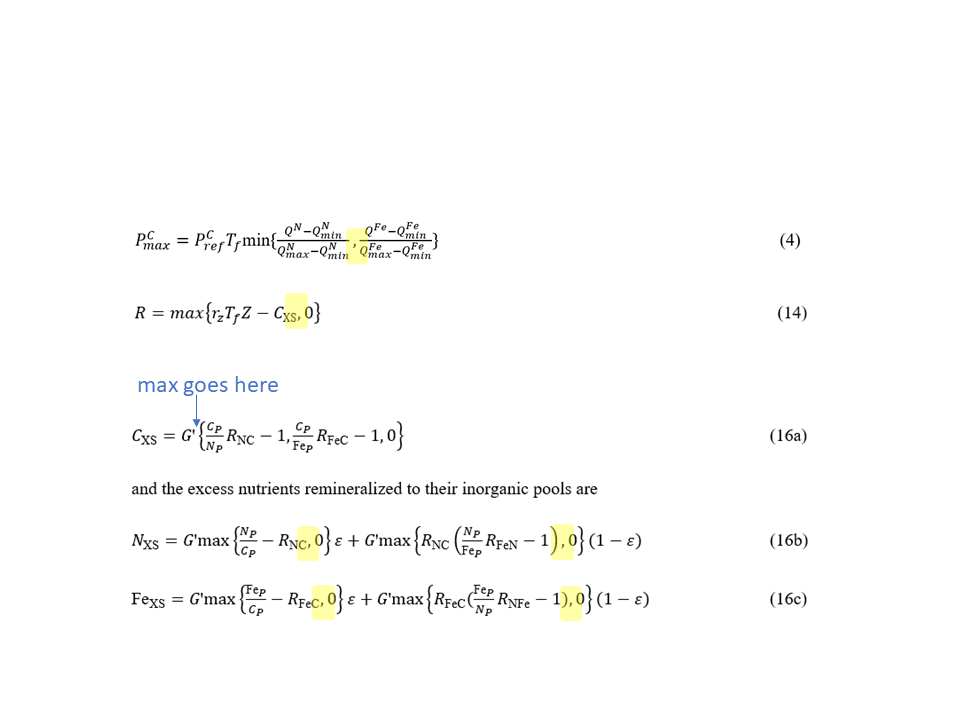 P^C_max = P^C_ref T_f min{(Q^N−Q^N_min)/(Q^N_max−Q^N_min), (Q^Fe−Q^Fe_min)/(Q^Fe_max−Q^Fe_min)} (4)
R = max{r_z T_f Z − C_XS, 0} (14)
max goes here
C_XS = G'{C_P/N_P R_NC − 1, C_P/Fe_P R_FeC − 1, 0} (16a)
and the excess nutrients remineralized to their inorganic pools are
N_XS = G'max{N_P/C_P − R_NC, 0} ε + G'max{R_NC (N_P/Fe_P R_FeN − 1), 0} (1 − ε) (16b)
Fe_XS = G'max{Fe_P/C_P − R_FeC, 0} ε + G'max{R_FeC(Fe_P/N_P R_NFe − 1), 0} (1 − ε) (16c)